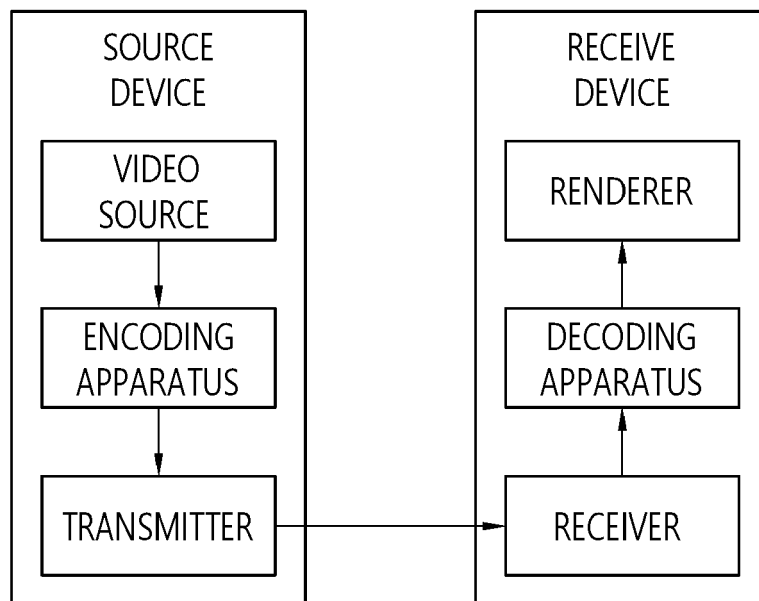 SOURCE
DEVICE
VIDEO
SOURCE
ENCODING
APPARATUS
TRANSMITTER
RECEIVE
DEVICE
RENDERER
DECODING
APPARATUS
RECEIVER